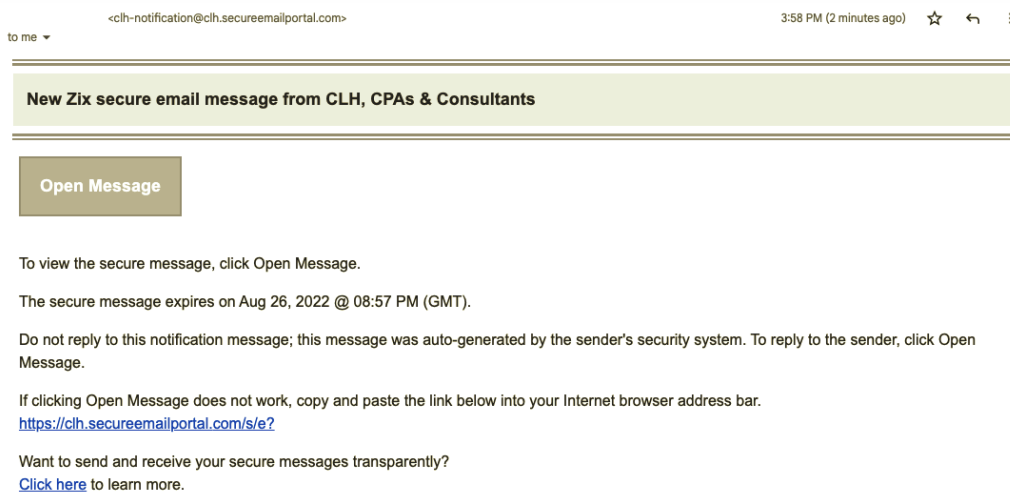 <clh-notification@clh.secureemailportal.com>
3:58 PM (2 minutes ago)
to me
New Zix secure email message from CLH, CPAs & Consultants
Open Message
To view the secure message, click Open Message.
The secure message expires on Aug 26, 2022 @ 08:57 PM (GMT).
Do not reply to this notification message; this message was auto-generated by the sender's security system. To reply to the sender, click Open
Message.
If clicking Open Message does not work, copy and paste the link below into your Internet browser address bar.
https://clh.secureemailportal.com/s/e?
Want to send and receive your secure messages transparently?
Click here to learn more.